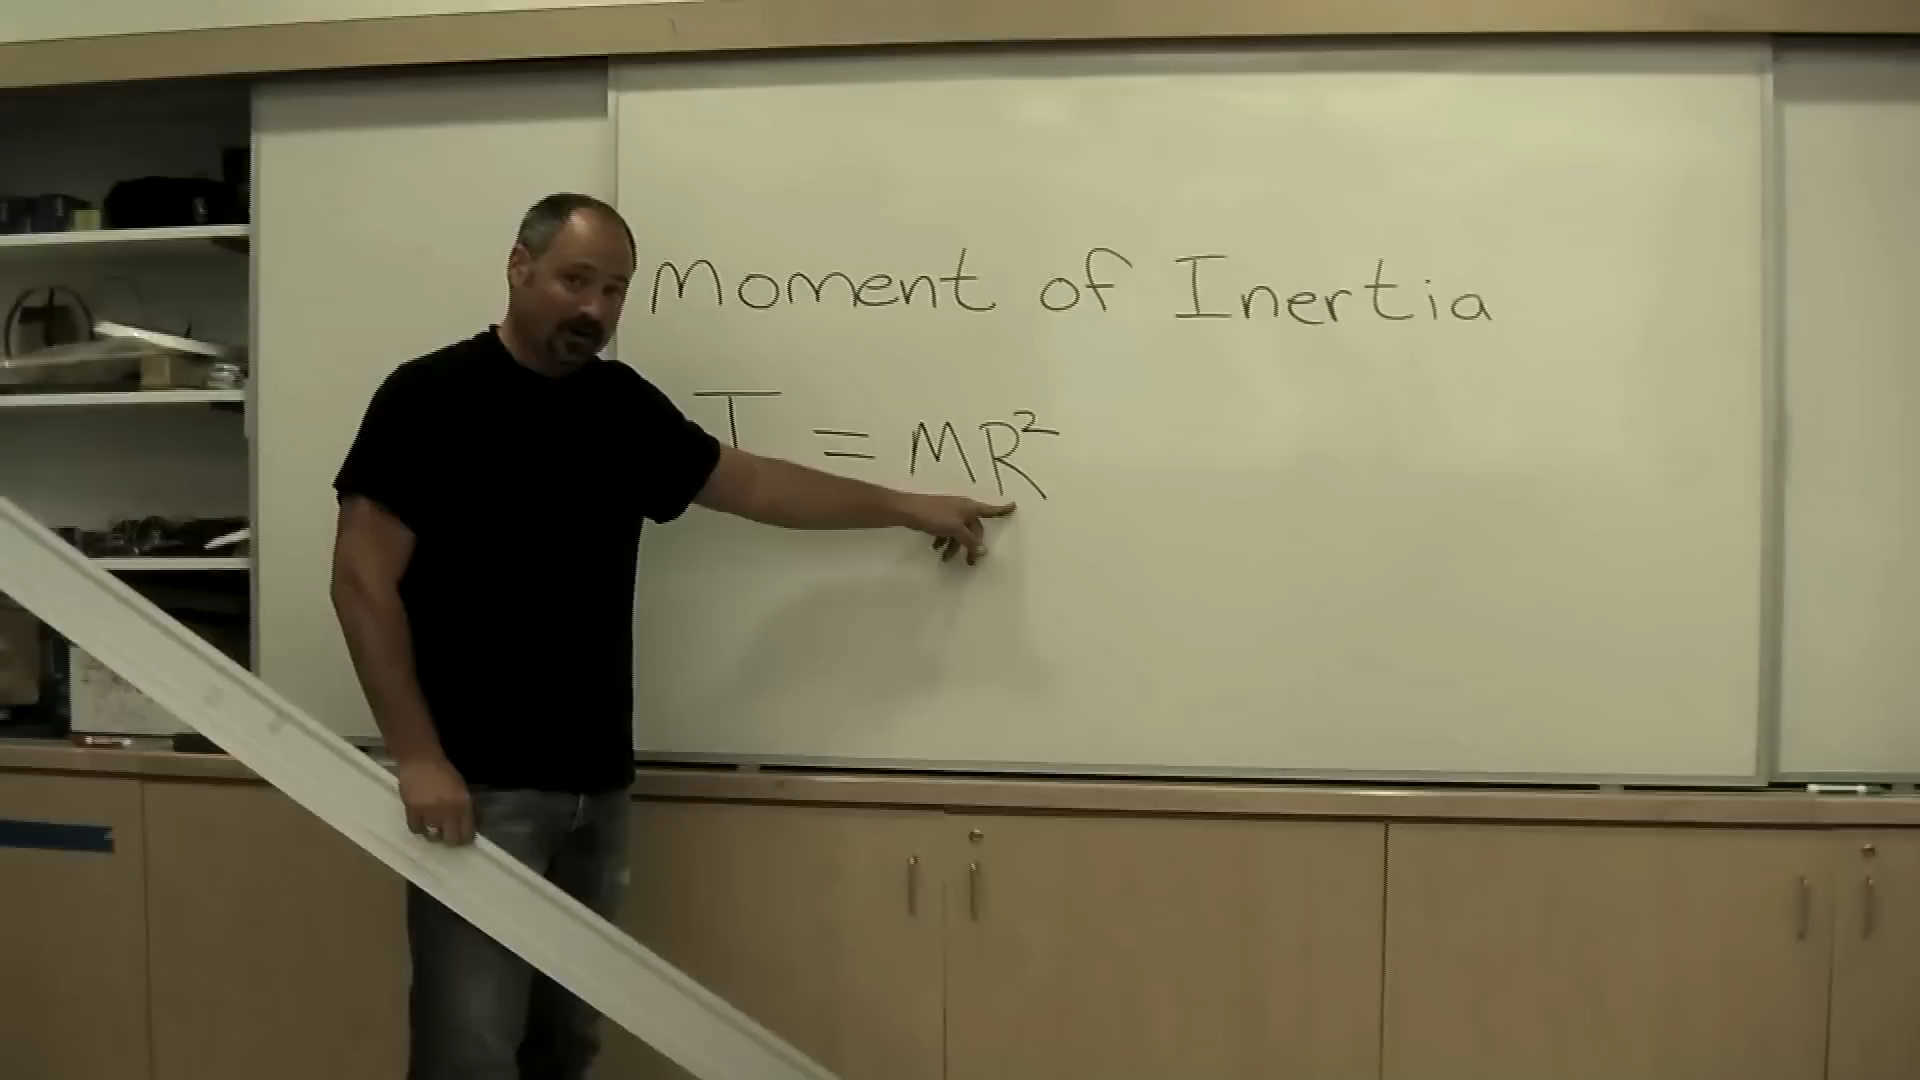 Moment of Inertia
I = MR²